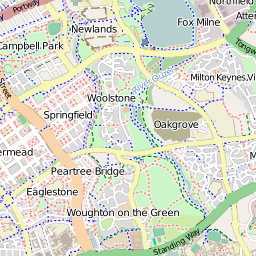 Portway
Newlands
Fox Milne
Northfield
Campbell Park
Street
Milton Keynes Vi
Woolstone
Springfield
Oakgrove
ermead
Peartree Bridge
Eaglestone
Woughton on the Green
Standing Way